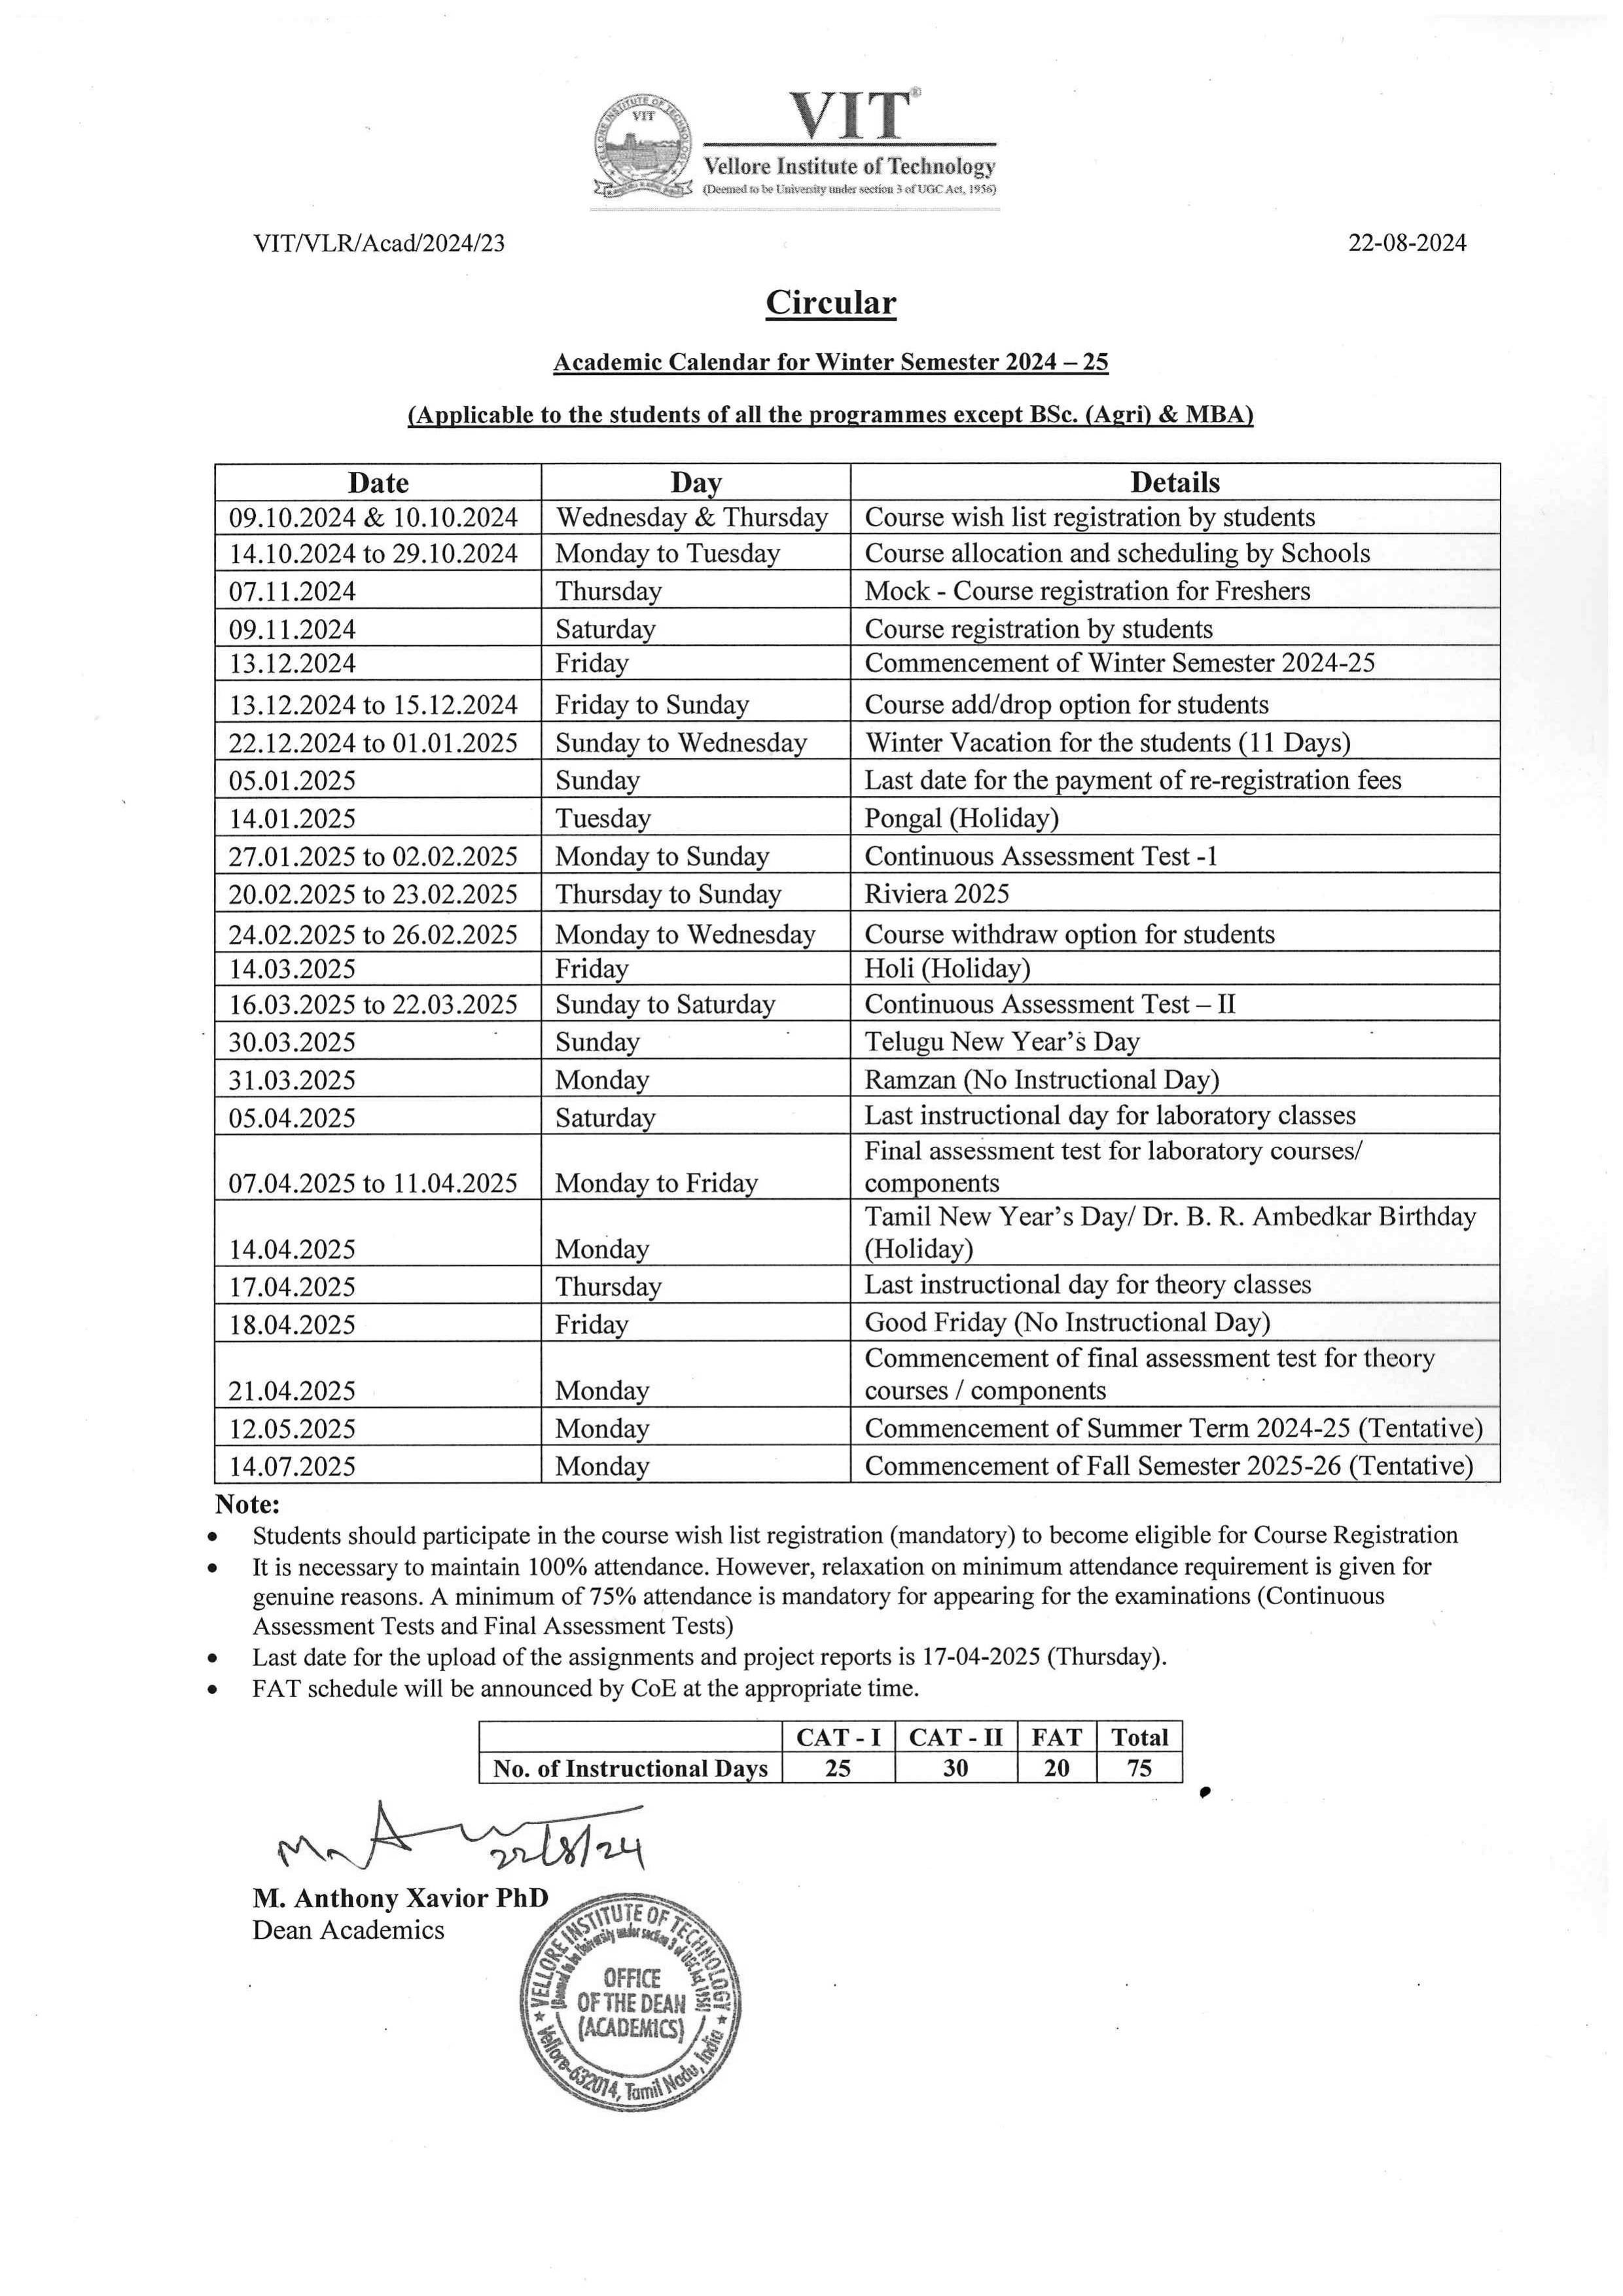 VELLORE INSTITUTE OF TECHNOLOGY
VIT
VIT®
Vellore Institute of Technology
(Deemed to be University under section 3 of UGC Act, 1956)
VIT/VLR/Acad/2024/23 22-08-2024
Circular
Academic Calendar for Winter Semester 2024 – 25
(Applicable to the students of all the programmes except BSc. (Agri) & MBA)
Date Day Details
09.10.2024 & 10.10.2024 Wednesday & Thursday Course wish list registration by students
14.10.2024 to 29.10.2024 Monday to Tuesday Course allocation and scheduling by Schools
07.11.2024 Thursday Mock - Course registration for Freshers
09.11.2024 Saturday Course registration by students
13.12.2024 Friday Commencement of Winter Semester 2024-25
13.12.2024 to 15.12.2024 Friday to Sunday Course add/drop option for students
22.12.2024 to 01.01.2025 Sunday to Wednesday Winter Vacation for the students (11 Days)
05.01.2025 Sunday Last date for the payment of re-registration fees
14.01.2025 Tuesday Pongal (Holiday)
27.01.2025 to 02.02.2025 Monday to Sunday Continuous Assessment Test -1
20.02.2025 to 23.02.2025 Thursday to Sunday Riviera 2025
24.02.2025 to 26.02.2025 Monday to Wednesday Course withdraw option for students
14.03.2025 Friday Holi (Holiday)
16.03.2025 to 22.03.2025 Sunday to Saturday Continuous Assessment Test – II
30.03.2025 Sunday Telugu New Year's Day
31.03.2025 Monday Ramzan (No Instructional Day)
05.04.2025 Saturday Last instructional day for laboratory classes
Final assessment test for laboratory courses/
07.04.2025 to 11.04.2025 Monday to Friday components
Tamil New Year's Day/ Dr. B. R. Ambedkar Birthday
14.04.2025 Monday (Holiday)
17.04.2025 Thursday Last instructional day for theory classes
18.04.2025 Friday Good Friday (No Instructional Day)
Commencement of final assessment test for theory
21.04.2025 Monday courses / components
12.05.2025 Monday Commencement of Summer Term 2024-25 (Tentative)
14.07.2025 Monday Commencement of Fall Semester 2025-26 (Tentative)
Note:
• Students should participate in the course wish list registration (mandatory) to become eligible for Course Registration
• It is necessary to maintain 100% attendance. However, relaxation on minimum attendance requirement is given for
genuine reasons. A minimum of 75% attendance is mandatory for appearing for the examinations (Continuous
Assessment Tests and Final Assessment Tests)
• Last date for the upload of the assignments and project reports is 17-04-2025 (Thursday).
• FAT schedule will be announced by CoE at the appropriate time.
CAT - I CAT - II FAT Total
No. of Instructional Days 25 30 20 75
22/8/24
M. Anthony Xavior PhD
Dean Academics
VELLORE INSTITUTE OF TECHNOLOGY
(Deemed to be University under section 3 of UGC Act, 1956)
OFFICE
OF THE DEAN
(ACADEMICS)
Vellore-632014, Tamil Nadu, India